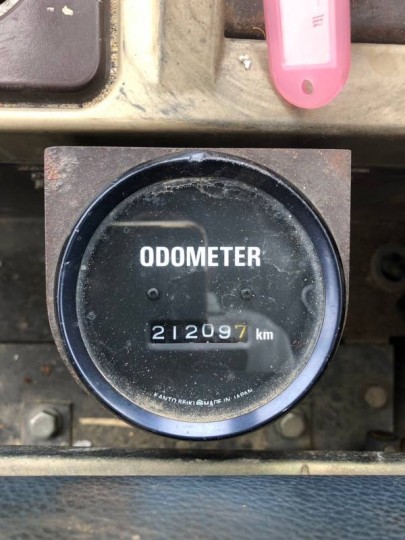 ODOMETER
212097 km
KANTO SEIKI MADE IN JAPAN